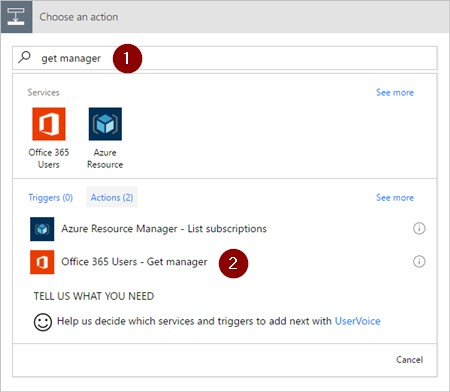 Choose an action
get manager
1
Services
See more
Office 365
Users
Azure
Resource
Triggers (0)
Actions (2)
See more
Azure Resource Manager - List subscriptions
Office 365 Users - Get manager
2
TELL US WHAT YOU NEED
Help us decide which services and triggers to add next with UserVoice
Cancel